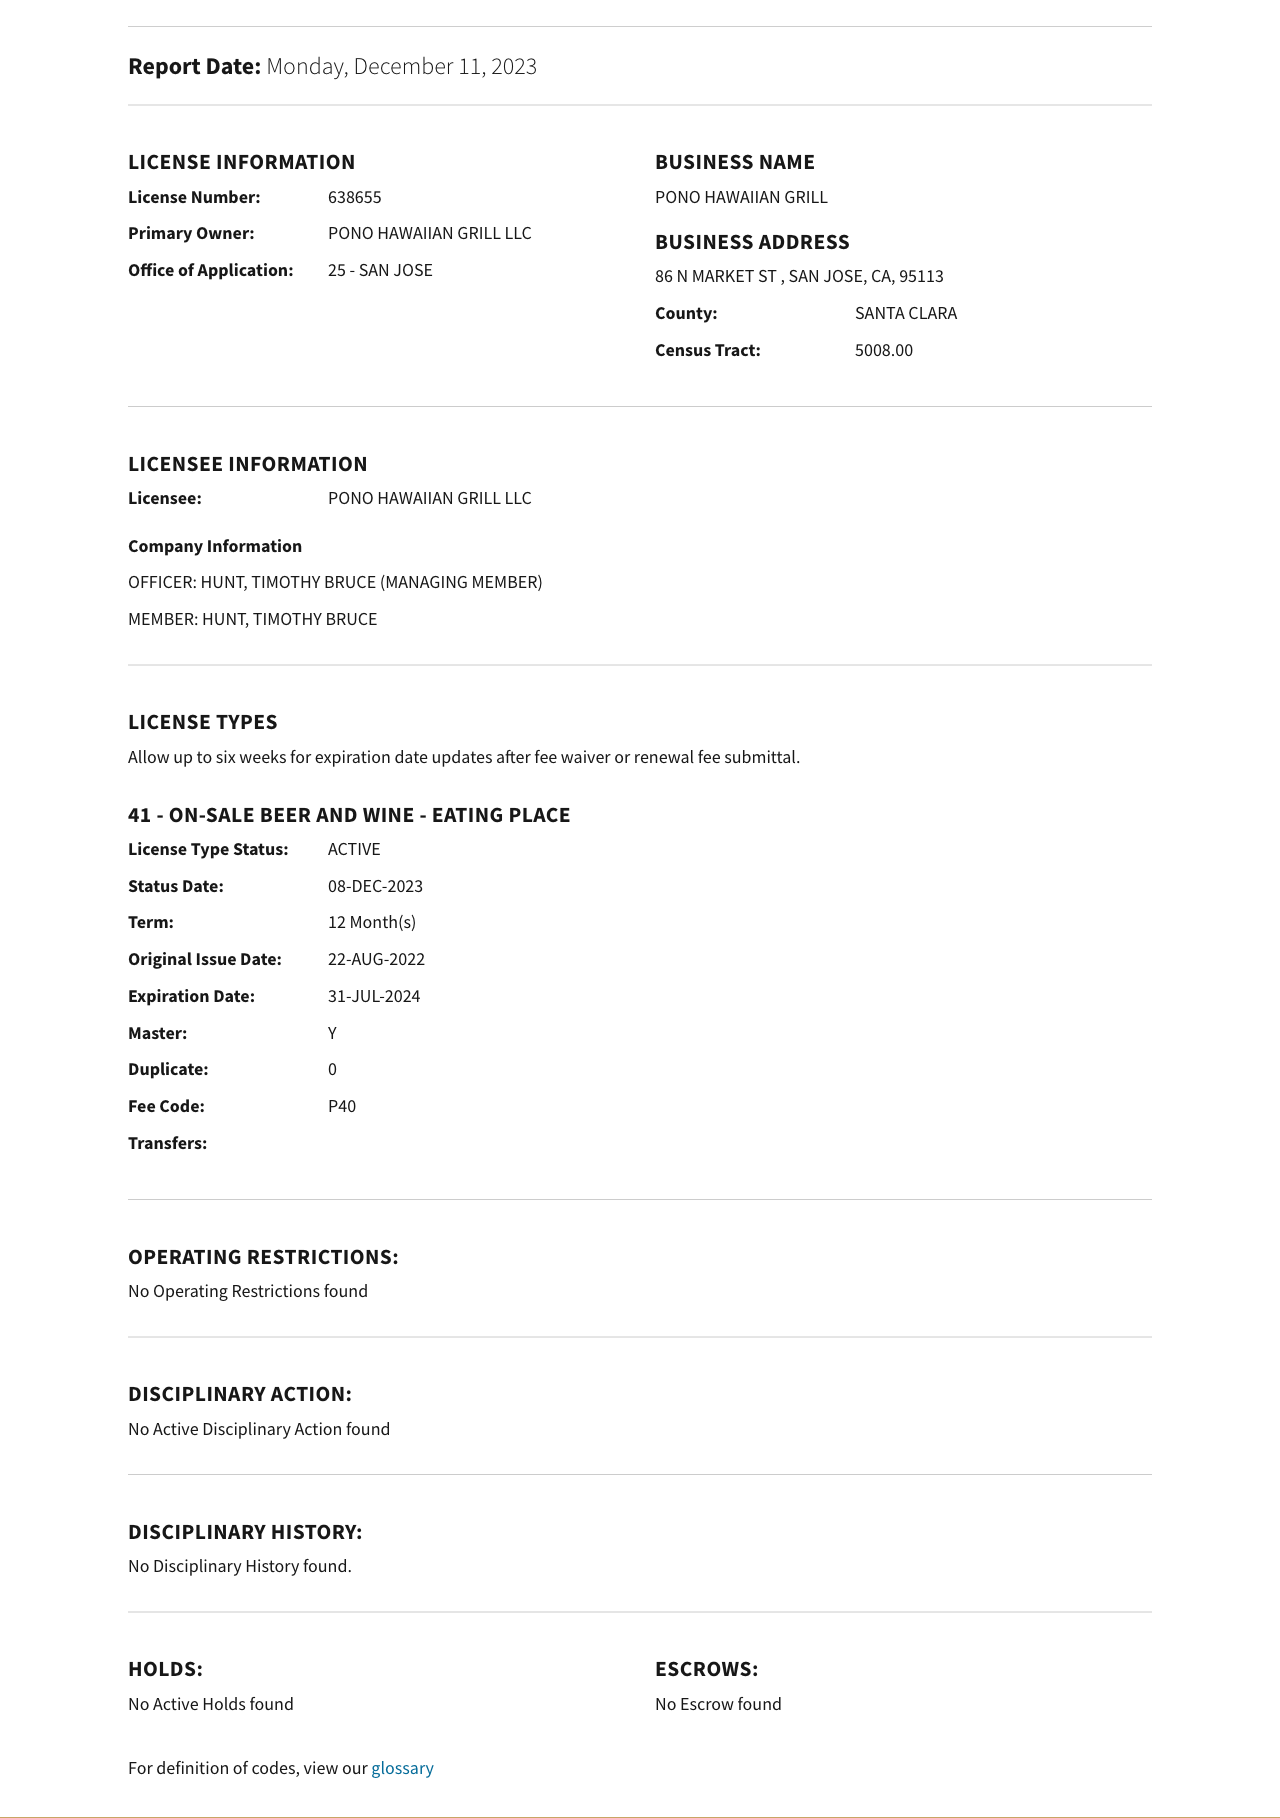 Report Date: Monday, December 11, 2023
LICENSE INFORMATION
License Number: 638655
Primary Owner: PONO HAWAIIAN GRILL LLC
Office of Application: 25 - SAN JOSE
BUSINESS NAME
PONO HAWAIIAN GRILL
BUSINESS ADDRESS
86 N MARKET ST , SAN JOSE, CA, 95113
County: SANTA CLARA
Census Tract: 5008.00
LICENSEE INFORMATION
Licensee: PONO HAWAIIAN GRILL LLC
Company Information
OFFICER: HUNT, TIMOTHY BRUCE (MANAGING MEMBER)
MEMBER: HUNT, TIMOTHY BRUCE
LICENSE TYPES
Allow up to six weeks for expiration date updates after fee waiver or renewal fee submittal.
41 - ON-SALE BEER AND WINE - EATING PLACE
License Type Status: ACTIVE
Status Date: 08-DEC-2023
Term: 12 Month(s)
Original Issue Date: 22-AUG-2022
Expiration Date: 31-JUL-2024
Master: Y
Duplicate: 0
Fee Code: P40
Transfers:
OPERATING RESTRICTIONS:
No Operating Restrictions found
DISCIPLINARY ACTION:
No Active Disciplinary Action found
DISCIPLINARY HISTORY:
No Disciplinary History found.
HOLDS:
No Active Holds found
ESCROWS:
No Escrow found
For definition of codes, view our glossary